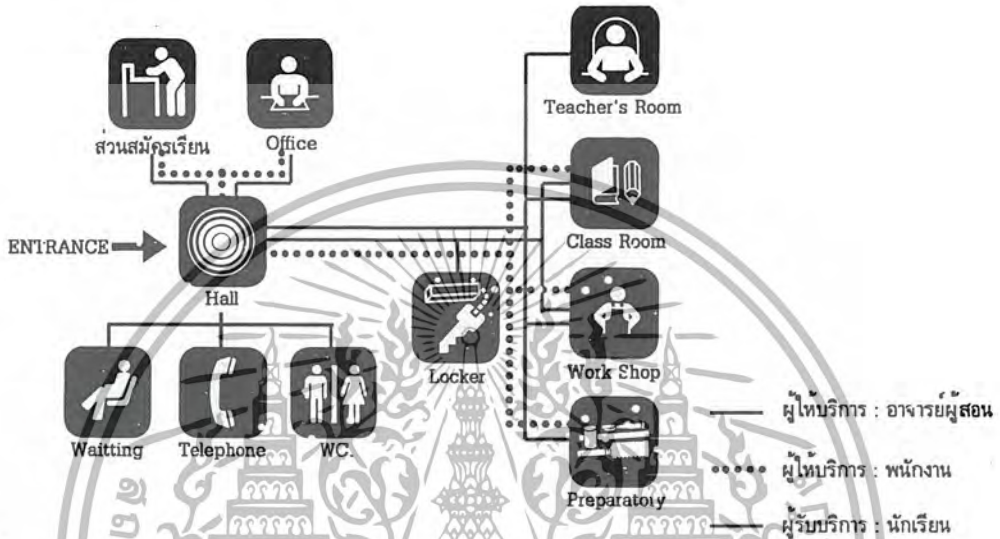 ส่วนสมัครเรียน
Office
Teacher's Room
ENTRANCE
Hall
Class Room
Waitting
Telephone
WC.
Locker
Work Shop
Preparatory
ผู้ให้บริการ : อาจารย์ผู้สอน
ผู้ให้บริการ : พนักงาน
ผู้รับบริการ : นักเรียน